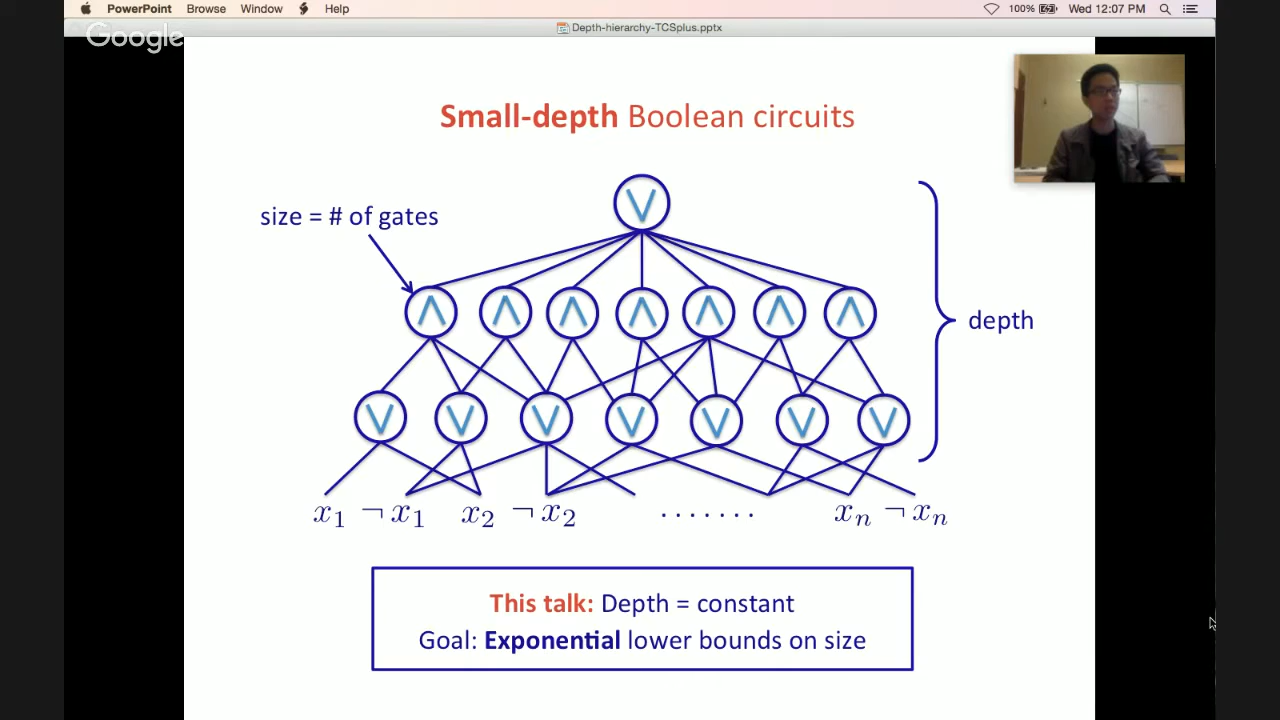 PowerPoint Browse Window Help 100% Wed 12:07 PM
Google
Depth-hierarchy-TCSplus.pptx
Small-depth Boolean circuits
size = # of gates
∨
∧ ∧ ∧ ∧ ∧ ∧ ∧
depth
∨ ∨ ∨ ∨ ∨ ∨ ∨
x₁ ¬x₁ x₂ ¬x₂ ······· xₙ ¬xₙ
This talk: Depth = constant
Goal: Exponential lower bounds on size